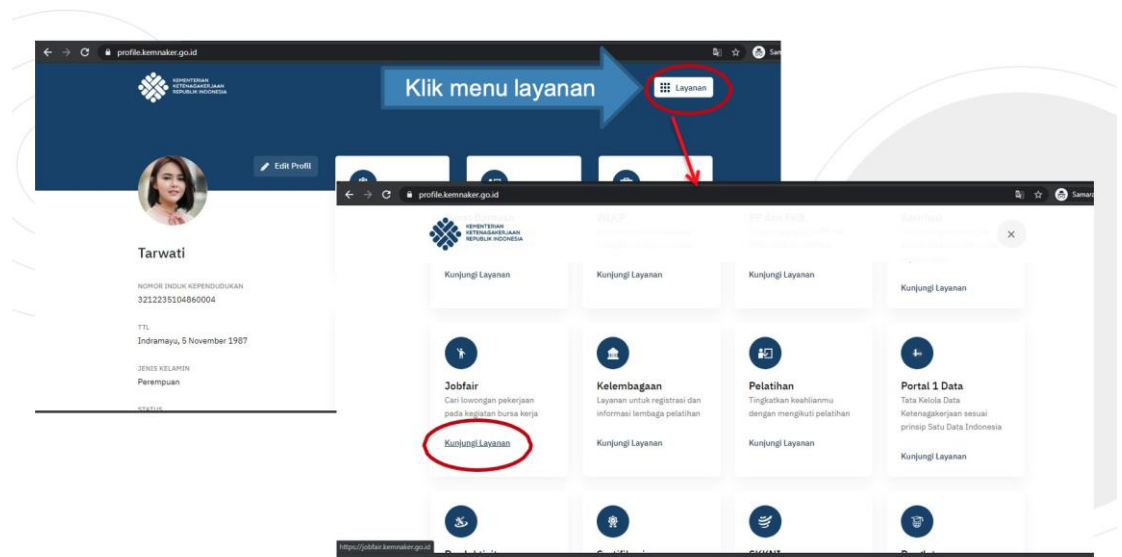 profile.kemnaker.go.id
KEMENTERIAN
KETENAGAKERJAAN
REPUBLIK INDONESIA
Klik menu layanan
Layanan
Edit Profil
Tarwati
NOMOR INDUK KEPENDUDUKAN
3212235104860004
TTL
Indramayu, 5 November 1987
JENIS KELAMIN
Perempuan
STATUS
profile.kemnaker.go.id
KEMENTERIAN
KETENAGAKERJAAN
REPUBLIK INDONESIA
Kunjungi Layanan
Kunjungi Layanan
Kunjungi Layanan
Kunjungi Layanan
Jobfair
Cari lowongan pekerjaan
pada kegiatan bursa kerja
Kunjungi Layanan
Kelembagaan
Layanan untuk registrasi dan
informasi lembaga pelatihan
Kunjungi Layanan
Pelatihan
Tingkatkan keahlianmu
dengan mengikuti pelatihan
Kunjungi Layanan
Portal 1 Data
Tata Kelola Data
Ketenagakerjaan sesuai
prinsip Satu Data Indonesia
Kunjungi Layanan
https://jobfair.kemnaker.go.id